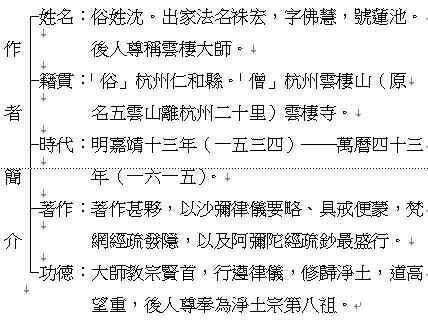 作者簡介
姓名：俗姓沈。出家法名袾宏，字佛慧，號蓮池。
後人尊稱雲棲大師。
籍貫：「俗」杭州仁和縣。「僧」杭州雲棲山（原
名五雲山離杭州二十里）雲棲寺。
時代：明嘉靖十三年（一五三四）──萬曆四十三
年（一六一五）。
著作：著作甚夥，以沙彌律儀要略、具戒便蒙，梵
網經疏發隱，以及阿彌陀經疏鈔最盛行。
功德：大師教宗賢首，行遵律儀，修歸淨土，道高
望重，後人尊奉為淨土宗第八祖。